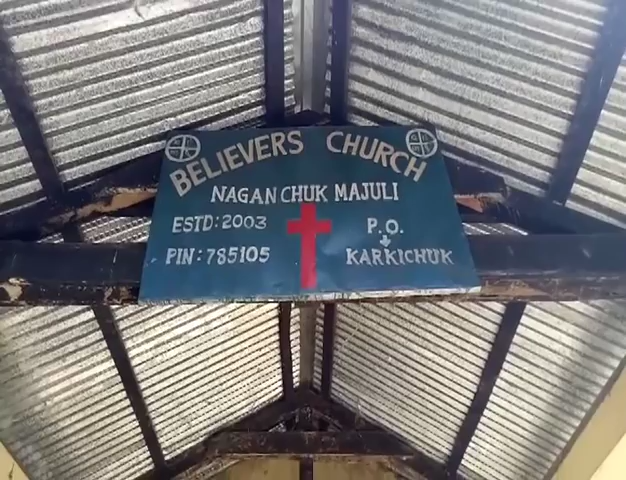 BELIEVERS CHURCH
NAGAN CHUK MAJULI
ESTD: 2003
PIN: 785105
P.O.
KARKICHUK